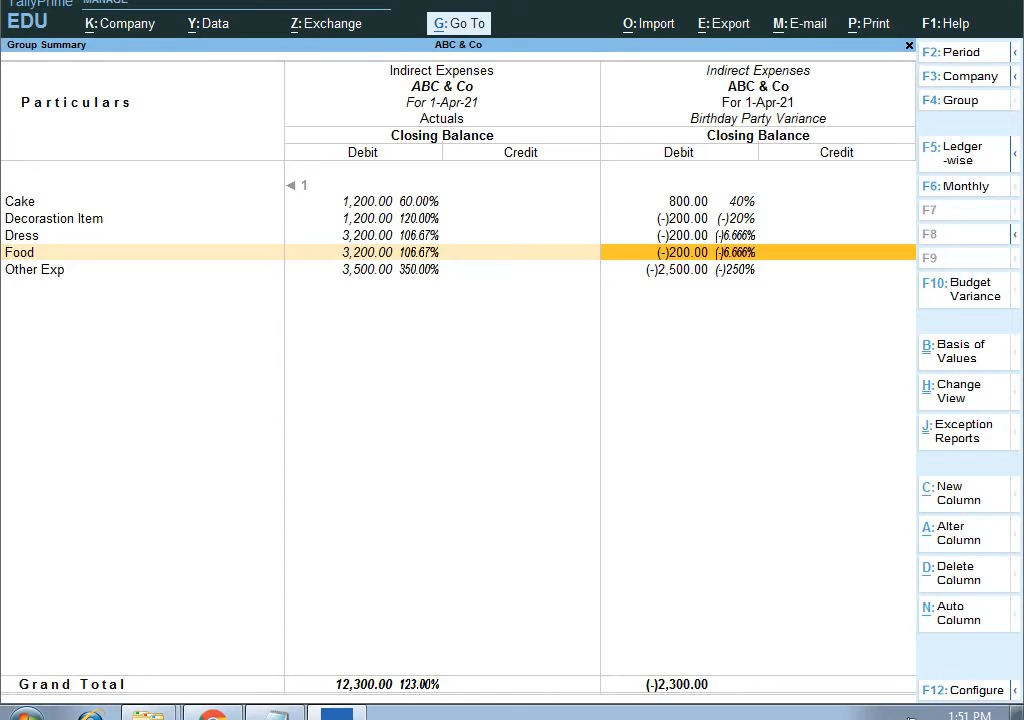 TallyPrime MANAGE
EDU
K: Company Y: Data Z: Exchange G: Go To O: Import E: Export M: E-mail P: Print F1: Help
Group Summary ABC & Co
Particulars
Indirect Expenses
ABC & Co
For 1-Apr-21
Actuals
Closing Balance
Debit Credit
Indirect Expenses
ABC & Co
For 1-Apr-21
Birthday Party Variance
Closing Balance
Debit Credit
1
Cake 1,200.00 60.00% 800.00 40%
Decorastion Item 1,200.00 120.00% (-)200.00 (-)20%
Dress 3,200.00 106.67% (-)200.00 (-)6.666%
Food 3,200.00 106.67% (-)200.00 (-)6.666%
Other Exp 3,500.00 350.00% (-)2,500.00 (-)250%
Grand Total 12,300.00 123.00% (-)2,300.00
F2: Period
F3: Company
F4: Group
F5: Ledger
-wise
F6: Monthly
F7
F8
F9
F10: Budget
Variance
B: Basis of
Values
H: Change
View
J: Exception
Reports
C: New
Column
A: Alter
Column
D: Delete
Column
N: Auto
Column
F12: Configure
1:51 PM